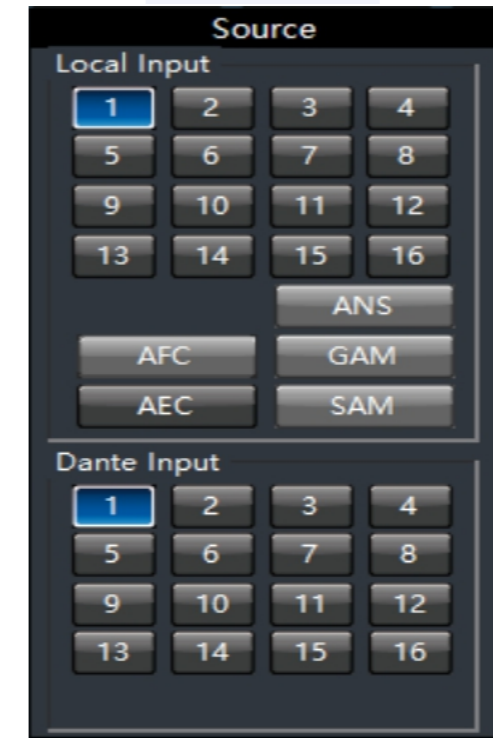 Source
Local Input
1 2 3 4
5 6 7 8
9 10 11 12
13 14 15 16
ANS
AFC GAM
AEC SAM
Dante Input
1 2 3 4
5 6 7 8
9 10 11 12
13 14 15 16